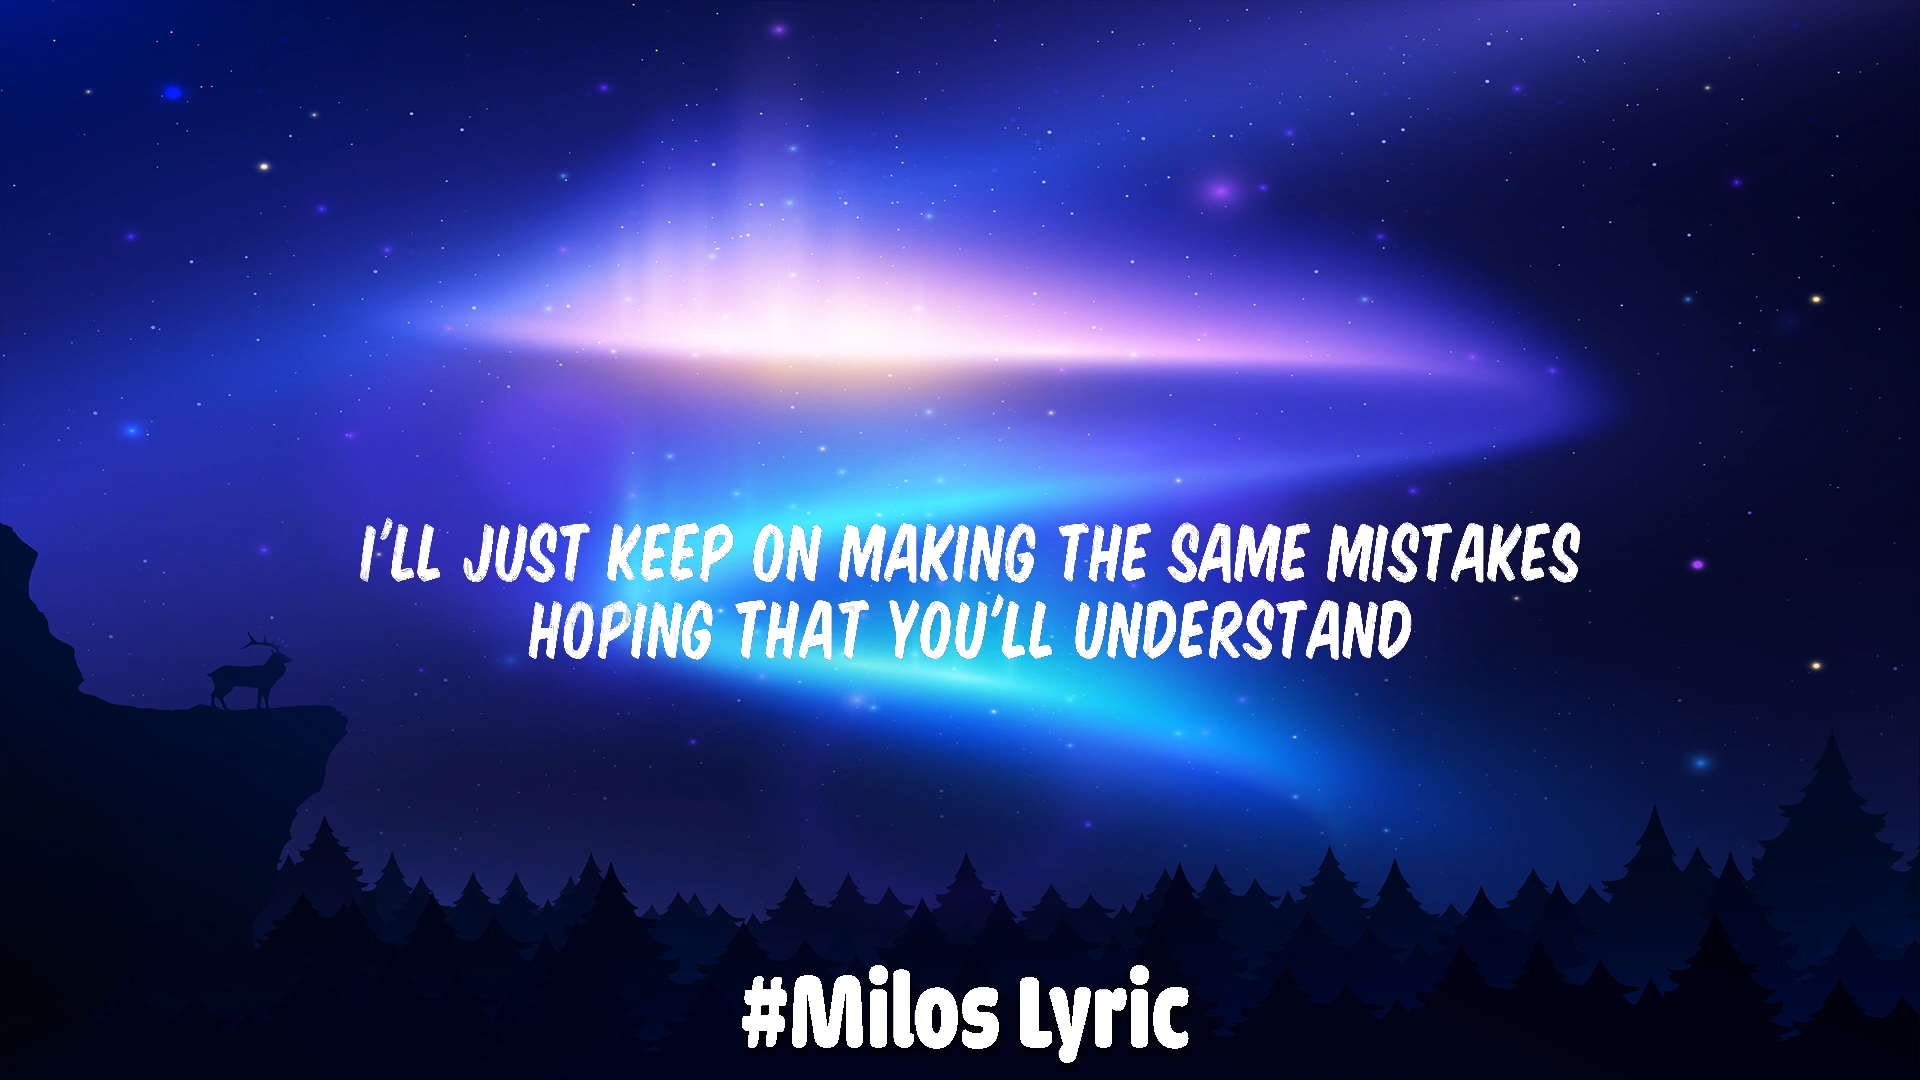 I'LL JUST KEEP ON MAKING THE SAME MISTAKES
HOPING THAT YOU'LL UNDERSTAND
#Milos Lyric